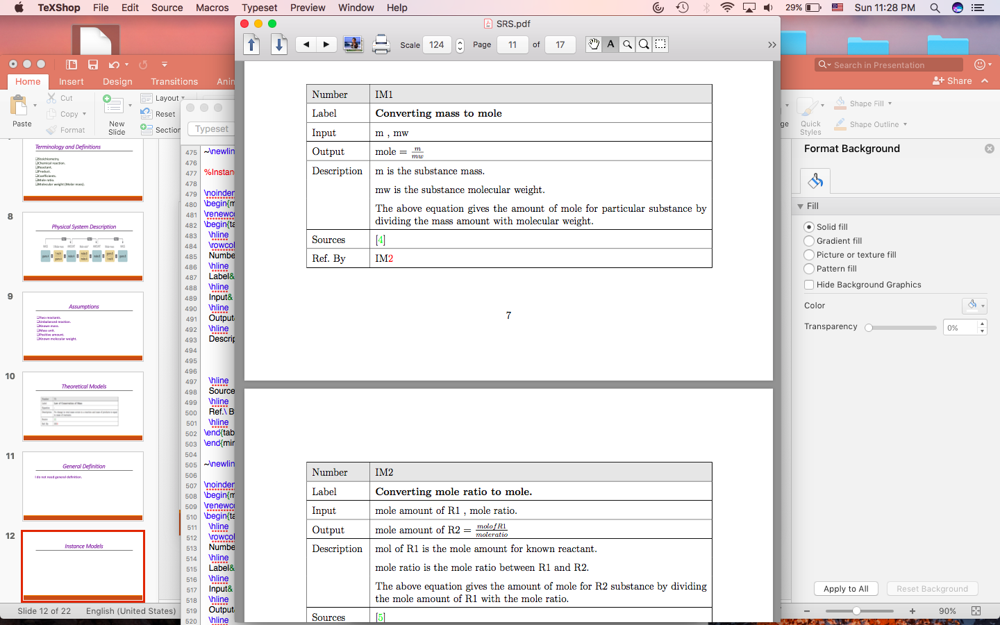 TeXShop File Edit Source Macros Typeset Preview Window Help 29% Sun 11:28 PM
SRS.pdf
Scale 124 Page 11 of 17 A >>
Search in Presentation
Home Insert Design Transitions Share
Cut
Copy
Format
Paste
New
Slide
Layout
Reset
Section
Typeset
Quick
Styles
Shape Fill
Shape Outline
Terminology and Definitions
Stoichiometry.
Chemical reaction.
Reactant.
Product.
Coefficients.
Mole ratio.
Molecular weight (Molar mass).
8
Physical System Description
9
Assumptions
Two reactants.
Unbalanced reaction.
Known mass.
Mass unit.
Positive amount.
Known molecular weight.
10
Theoretical Models
11
General Definition
I do not need general definition.
12
Instance Models
Slide 12 of 22 English (United States)
475 ~\newlin
476
477 %Instan
478
479 \noinden
480 \begin{m
481 \renewco
482 \begin{ta
483 \hline
484 \rowcol
485 Numbe
486 \hline
487 Label&
488 \hline
489 Input&
490 \hline
491 Output
492 \hline
493 Descrip
494
495
496
497 \hline
498 Source
499 \hline
500 Ref.\ B
501 \hline
502 \end{tab
503 \end{min
504
505 ~\newlin
506
507 \noinden
508 \begin{m
509 \renewco
510 \begin{ta
511 \hline
512 \rowcol
513 Numbe
514 \hline
515 Label&
516 \hline
517 Input&
518 \hline
519 Output
520 \hline
Number IM1
Label Converting mass to mole
Input m , mw
Output mole = m/mw
Description m is the substance mass.
mw is the substance molecular weight.
The above equation gives the amount of mole for particular substance by
dividing the mass amount with molecular weight.
Sources [4]
Ref. By IM2
7
Number IM2
Label Converting mole ratio to mole.
Input mole amount of R1 , mole ratio.
Output mole amount of R2 = molofR1/moleratio
Description mol of R1 is the mole amount for known reactant.
mole ratio is the mole ratio between R1 and R2.
The above equation gives the amount of mole for R2 substance by dividing
the mole amount of R1 with the mole ratio.
Sources [5]
Format Background
Fill
Solid fill
Gradient fill
Picture or texture fill
Pattern fill
Hide Background Graphics
Color
Transparency 0%
Apply to All Reset Background
90%